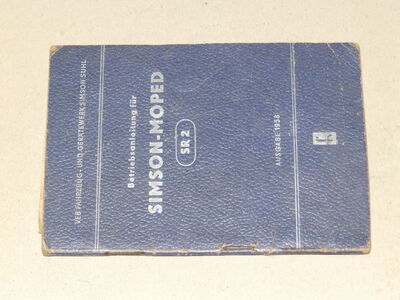 VEB FAHRZEUG- UND GERÄTEWERK SIMSON SUHL
Betriebsanleitung für
SIMSON-MOPED
SR 2
AUSGABE 1958